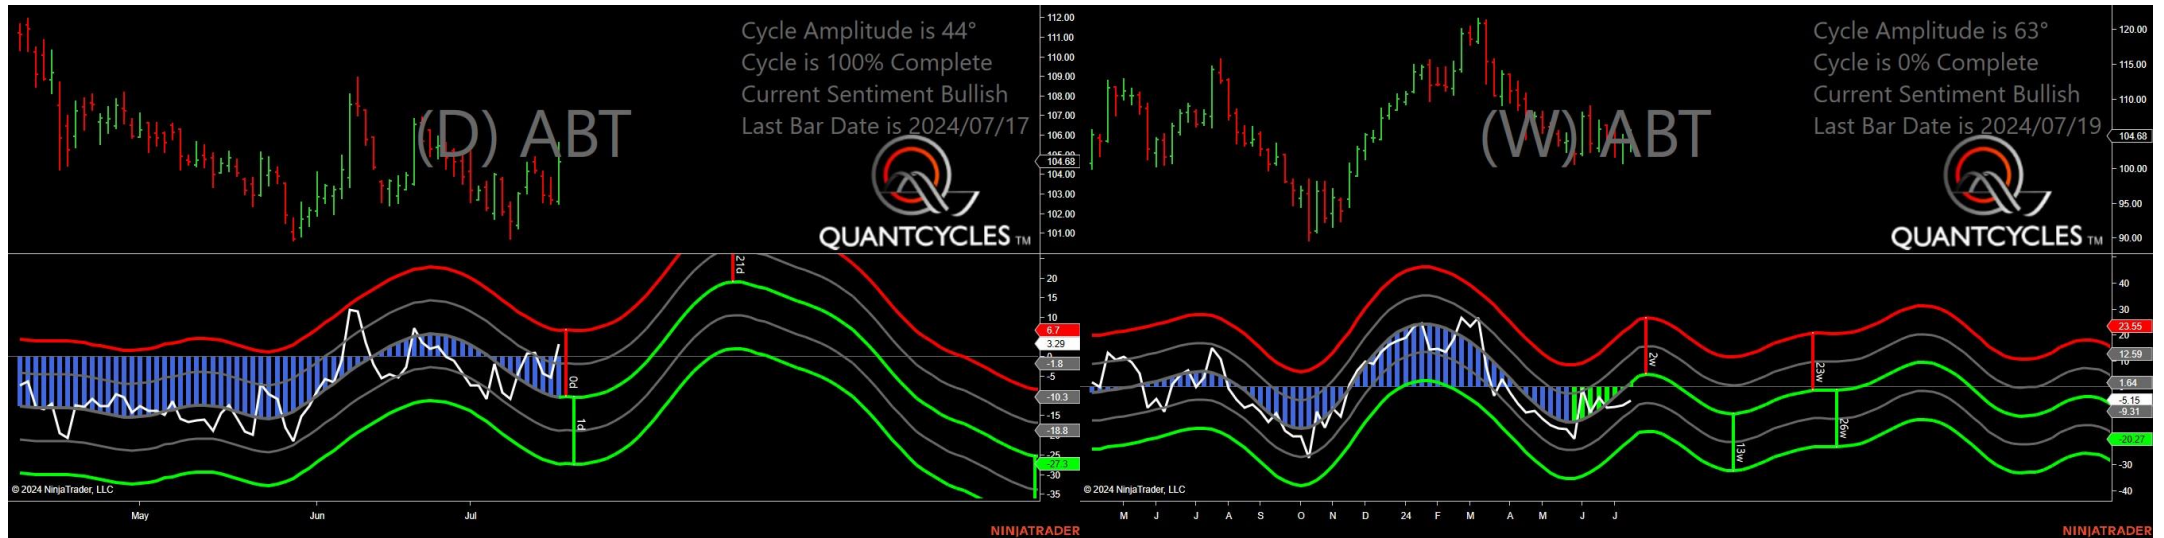 Cycle Amplitude is 44°
Cycle is 100% Complete
Current Sentiment Bullish
Last Bar Date is 2024/07/17
(D) ABT
QUANTCYCLES TM
112.00
111.00
110.00
109.00
108.00
107.00
106.00
104.68
104.00
103.00
102.00
101.00
21d
0d
1d
20
15
10
6.7
3.29
-1.8
-5
-10.3
-15
-18.8
-27.3
-30
-35
© 2024 NinjaTrader, LLC
May Jun Jul
NINJATRADER
Cycle Amplitude is 63°
Cycle is 0% Complete
Current Sentiment Bullish
Last Bar Date is 2024/07/19
(W) ABT
QUANTCYCLES TM
120.00
115.00
110.00
104.68
100.00
95.00
90.00
2w
13w
23w
26w
40
30
23.55
12.59
1.64
-5.15
-9.31
-20.27
-30
-40
© 2024 NinjaTrader, LLC
M J J A S O N D 24 F M A M J J
NINJATRADER